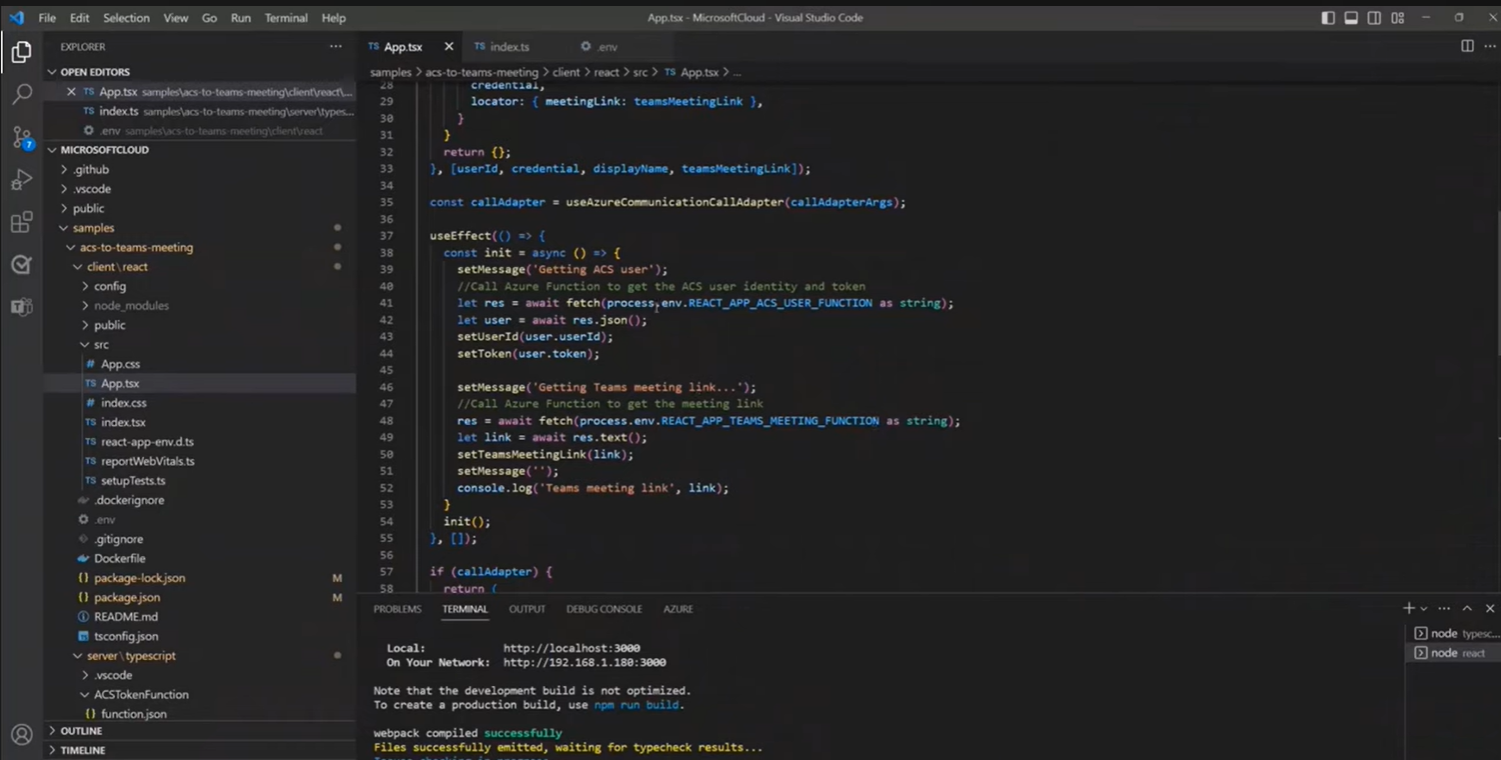 File Edit Selection View Go Run Terminal Help
App.tsx - MicrosoftCloud - Visual Studio Code
EXPLORER
OPEN EDITORS
TS App.tsx samples\acs-to-teams-meeting\client\react\...
TS index.ts samples\acs-to-teams-meeting\server\types...
.env samples\acs-to-teams-meeting\client\react
MICROSOFTCLOUD
.github
.vscode
public
samples
acs-to-teams-meeting
client\react
config
node_modules
public
src
# App.css
TS App.tsx
# index.css
TS index.tsx
TS react-app-env.d.ts
TS reportWebVitals.ts
TS setupTests.ts
.dockerignore
.env
.gitignore
Dockerfile
{} package-lock.json M
{} package.json M
README.md
tsconfig.json
server\typescript
.vscode
ACSTokenFunction
{} function.json
OUTLINE
TIMELINE
7
TS App.tsx
TS index.ts
.env
samples > acs-to-teams-meeting > client > react > src > TS App.tsx > ...
28 credential,
29 locator: { meetingLink: teamsMeetingLink },
30 }
31 }
32 return {};
33 }, [userId, credential, displayName, teamsMeetingLink]);
34
35 const callAdapter = useAzureCommunicationCallAdapter(callAdapterArgs);
36
37 useEffect(() => {
38 const init = async () => {
39 setMessage('Getting ACS user');
40 //Call Azure Function to get the ACS user identity and token
41 let res = await fetch(process.env.REACT_APP_ACS_USER_FUNCTION as string);
42 let user = await res.json();
43 setUserId(user.userId);
44 setToken(user.token);
45
46 setMessage('Getting Teams meeting link...');
47 //Call Azure Function to get the meeting link
48 res = await fetch(process.env.REACT_APP_TEAMS_MEETING_FUNCTION as string);
49 let link = await res.text();
50 setTeamsMeetingLink(link);
51 setMessage('');
52 console.log('Teams meeting link', link);
53 }
54 init();
55 }, []);
56
57 if (callAdapter) {
58 return (
PROBLEMS TERMINAL OUTPUT DEBUG CONSOLE AZURE
Local: http://localhost:3000
On Your Network: http://192.168.1.180:3000
Note that the development build is not optimized.
To create a production build, use npm run build.
webpack compiled successfully
Files successfully emitted, waiting for typecheck results...
node typesc...
node react